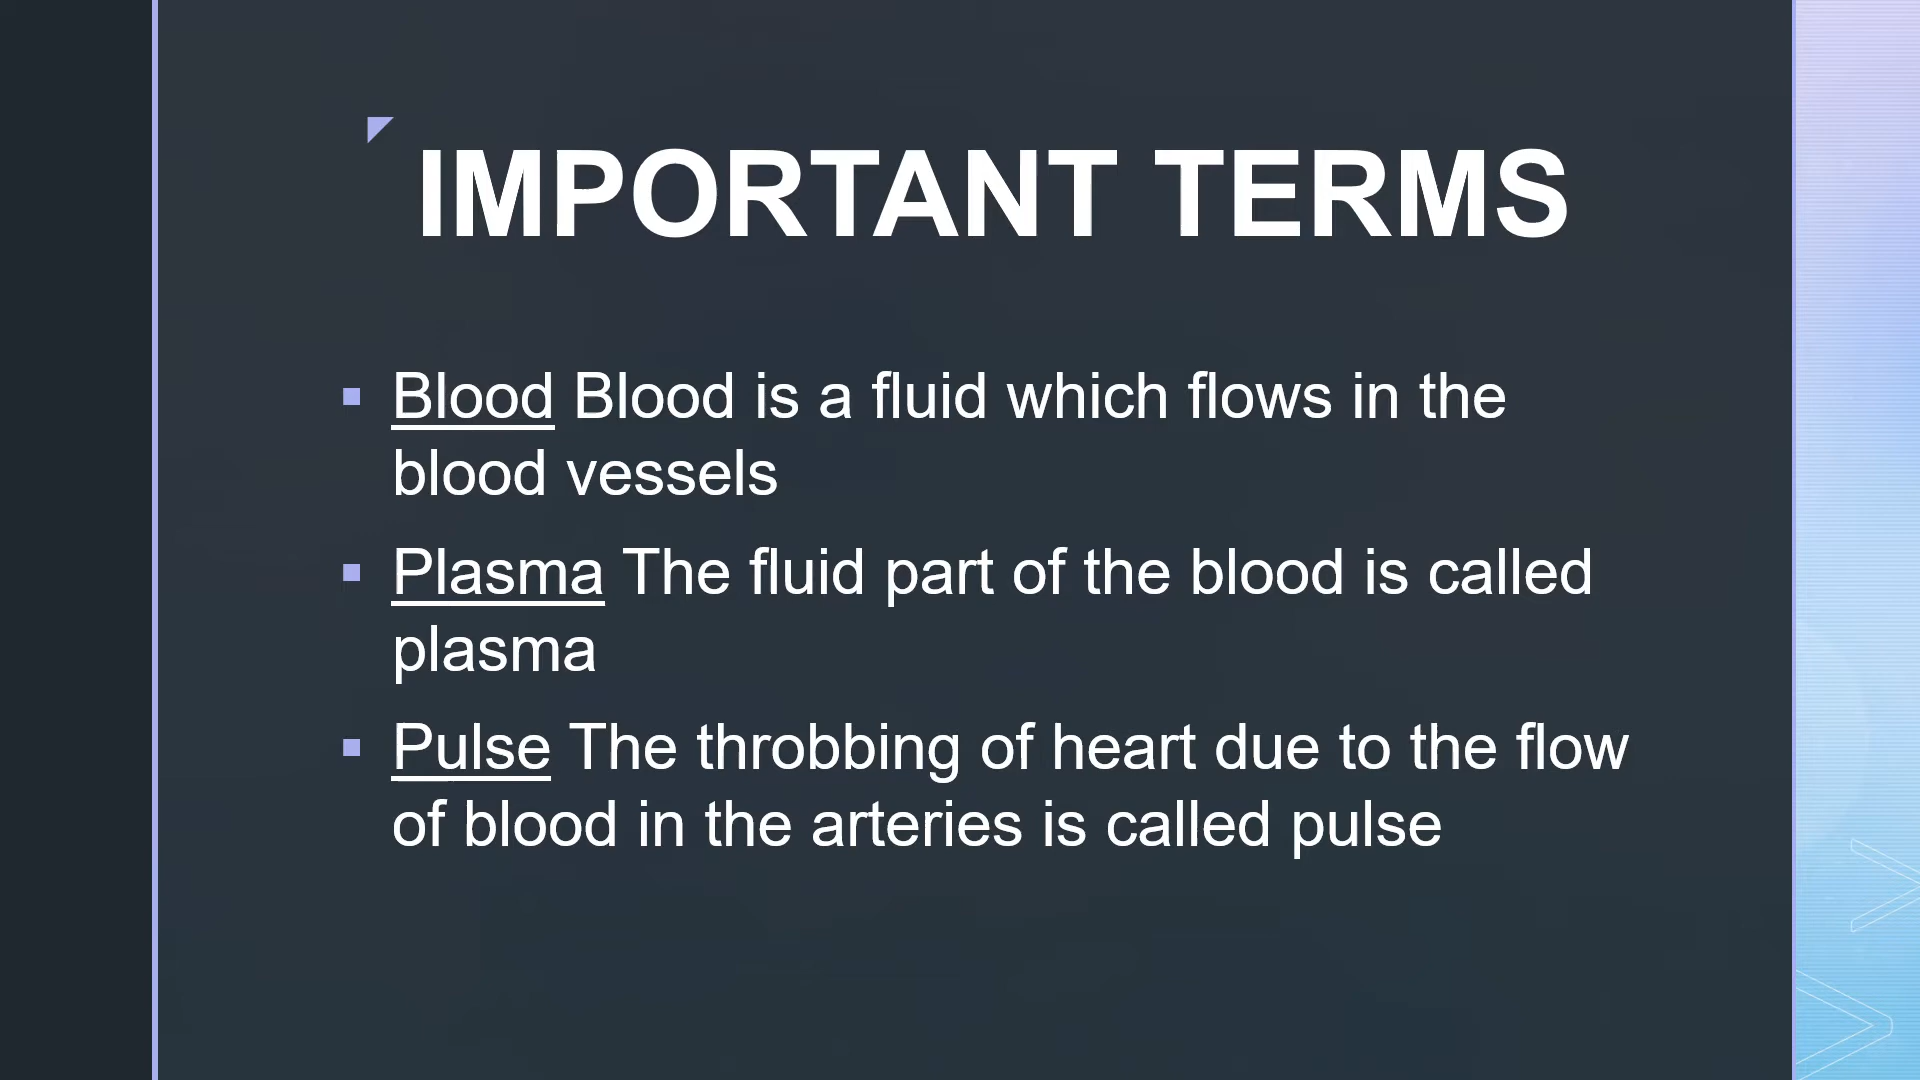 IMPORTANT TERMS
Blood Blood is a fluid which flows in the
blood vessels
Plasma The fluid part of the blood is called
plasma
Pulse The throbbing of heart due to the flow
of blood in the arteries is called pulse